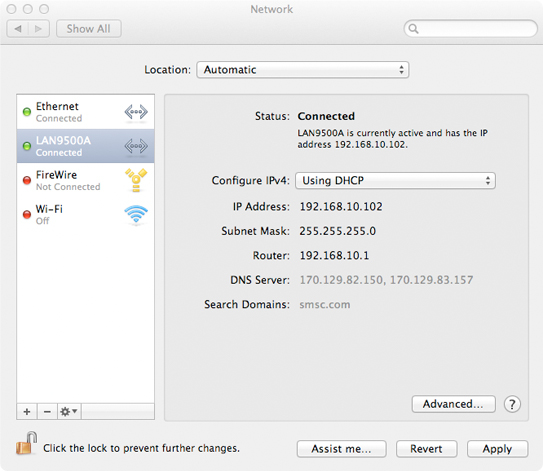 Network
Show All
Location: Automatic
Ethernet
Connected
LAN9500A
Connected
FireWire
Not Connected
Wi-Fi
Off
Status: Connected
LAN9500A is currently active and has the IP
address 192.168.10.102.
Configure IPv4: Using DHCP
IP Address: 192.168.10.102
Subnet Mask: 255.255.255.0
Router: 192.168.10.1
DNS Server: 170.129.82.150, 170.129.83.157
Search Domains: smsc.com
Advanced... ?
Click the lock to prevent further changes.
Assist me... Revert Apply